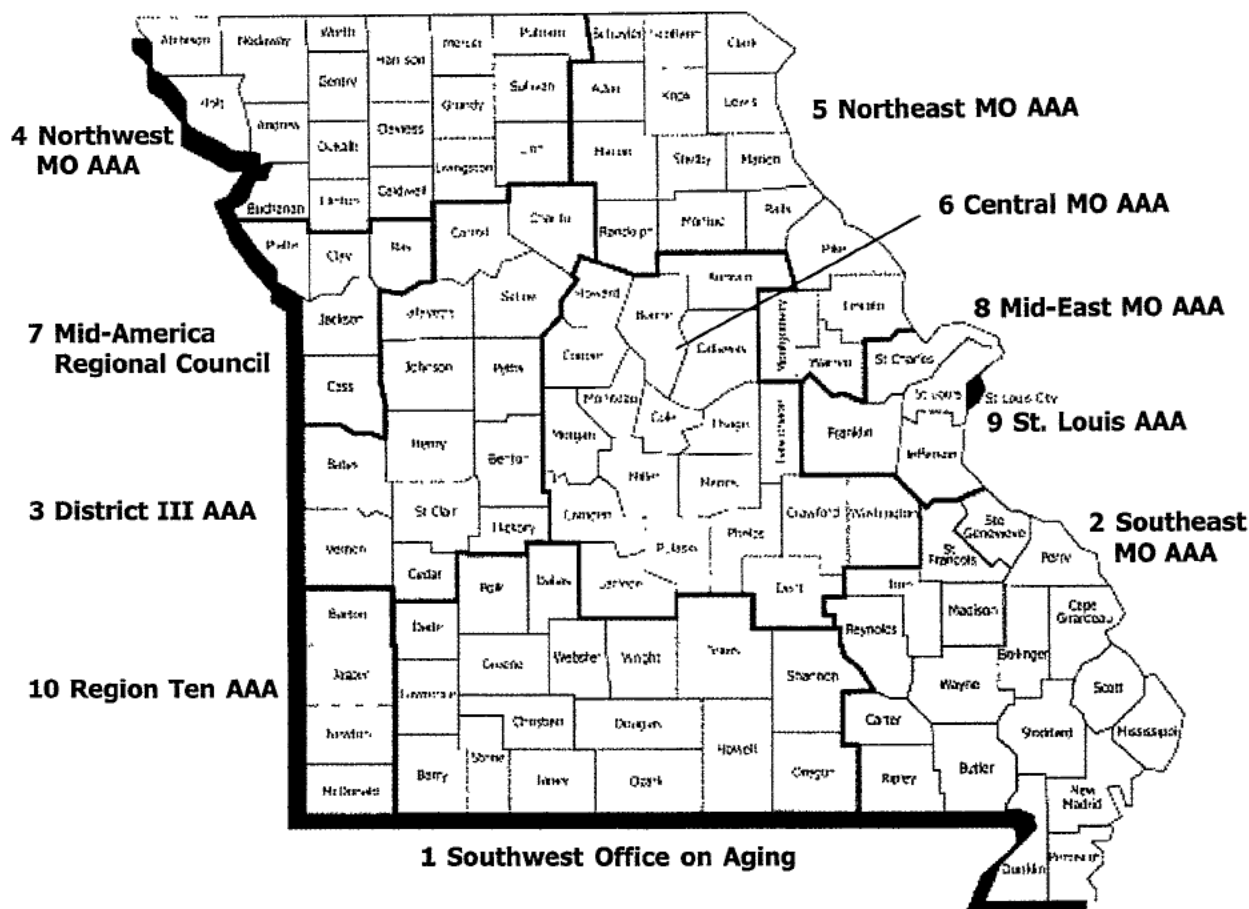 Atchison
Nodaway
Worth
Harrison
Mercer
Putnam
Schuyler
Scotland
Clark
Gentry
Sullivan
Adair
Knox
Lewis
5 Northeast MO AAA
Holt
Andrew
Grundy
4 Northwest
MO AAA
Dekalb
Daviess
Livingston
Linn
Macon
Shelby
Marion
Buchanan
Clinton
Caldwell
Chariton
Randolph
Monroe
Ralls
6 Central MO AAA
Platte
Clay
Ray
Carroll
Pike
Audrain
Howard
Boone
Saline
Lafayette
Jackson
Callaway
Montgomery
Lincoln
8 Mid-East MO AAA
7 Mid-America
Regional Council
Johnson
Pettis
Cooper
Warren
St Charles
Cass
Moniteau
Cole
Osage
St Louis
St Louis City
9 St. Louis AAA
Morgan
Franklin
Jefferson
Bates
Henry
Benton
Miller
Maries
3 District III AAA
St Clair
Hickory
Camden
Phelps
Crawford
Washington
Ste
Genevieve
2 Southeast
MO AAA
Vernon
Pulaski
St
Francois
Perry
Cedar
Polk
Dallas
Dent
Iron
Barton
Dade
Madison
Cape
Girardeau
Reynolds
Greene
Webster
Wright
Texas
Bollinger
10 Region Ten AAA
Jasper
Shannon
Wayne
Scott
Christian
Douglas
Carter
Stoddard
Mississippi
Newton
Howell
Barry
Stone
Ozark
Oregon
Ripley
Butler
McDonald
New
Madrid
1 Southwest Office on Aging
Dunklin